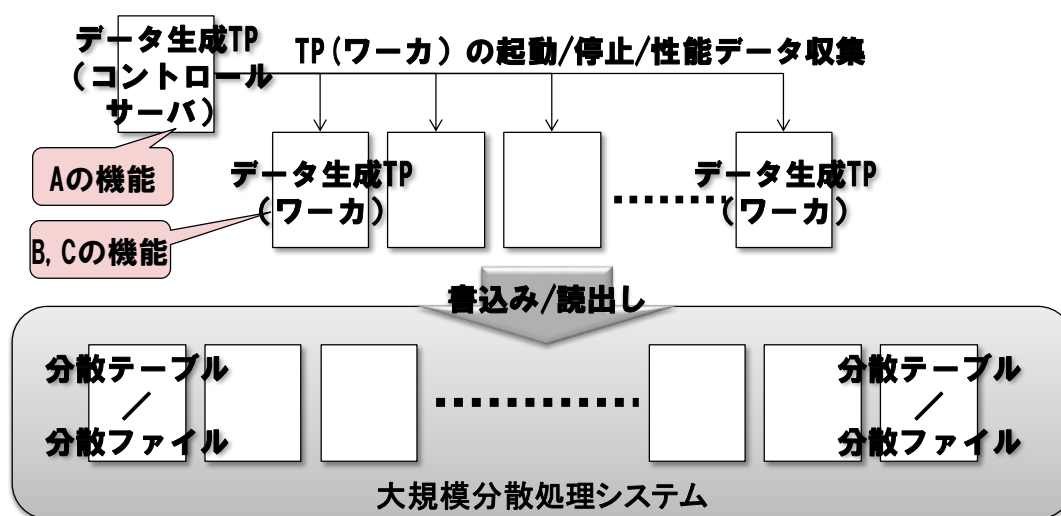 データ生成TP
(コントロール
サーバ)
TP(ワーカ)の起動/停止/性能データ収集
Aの機能
データ生成TP
(ワーカ)
データ生成TP
(ワーカ)
B,Cの機能
書込み/読出し
分散テーブル
/
分散ファイル
分散テーブル
/
分散ファイル
大規模分散処理システム